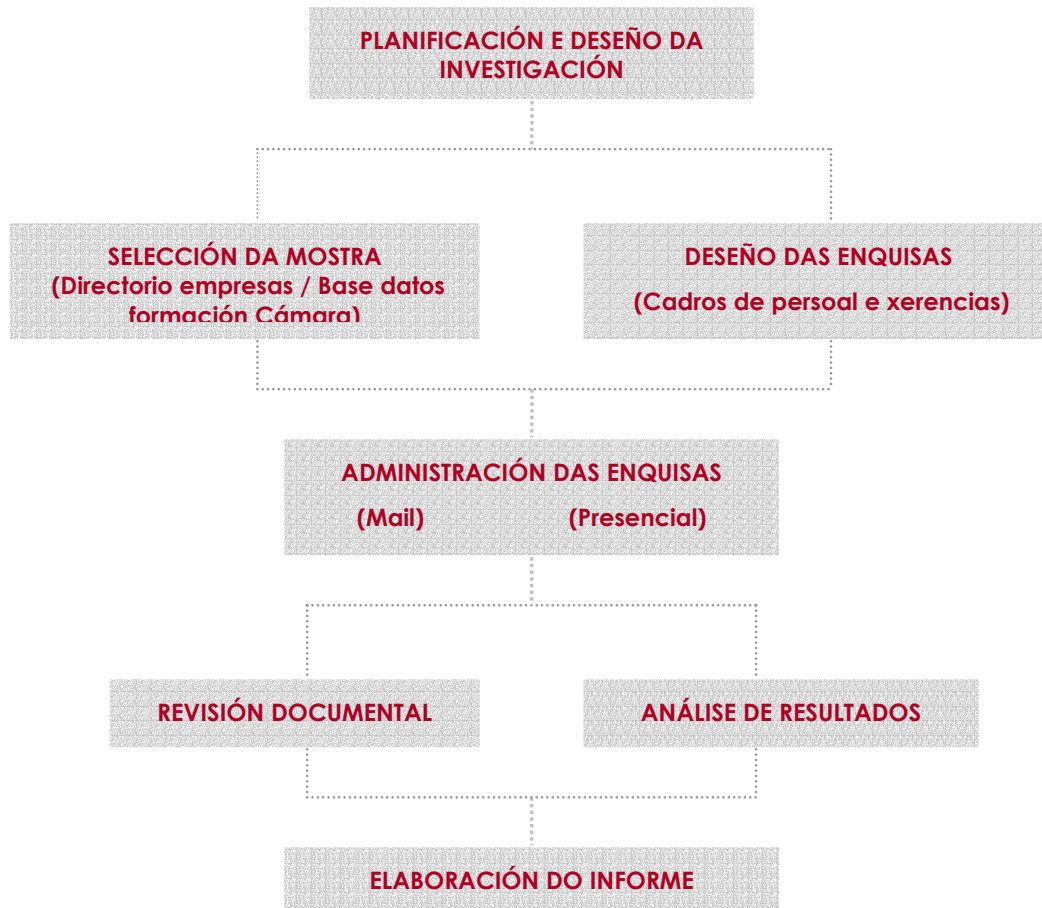 PLANIFICACIÓN E DESEÑO DA
INVESTIGACIÓN
SELECCIÓN DA MOSTRA
(Directorio empresas / Base datos
formación Cámara)
DESEÑO DAS ENQUISAS
(Cadros de persoal e xerencias)
ADMINISTRACIÓN DAS ENQUISAS
(Mail) (Presencial)
REVISIÓN DOCUMENTAL
ANÁLISE DE RESULTADOS
ELABORACIÓN DO INFORME